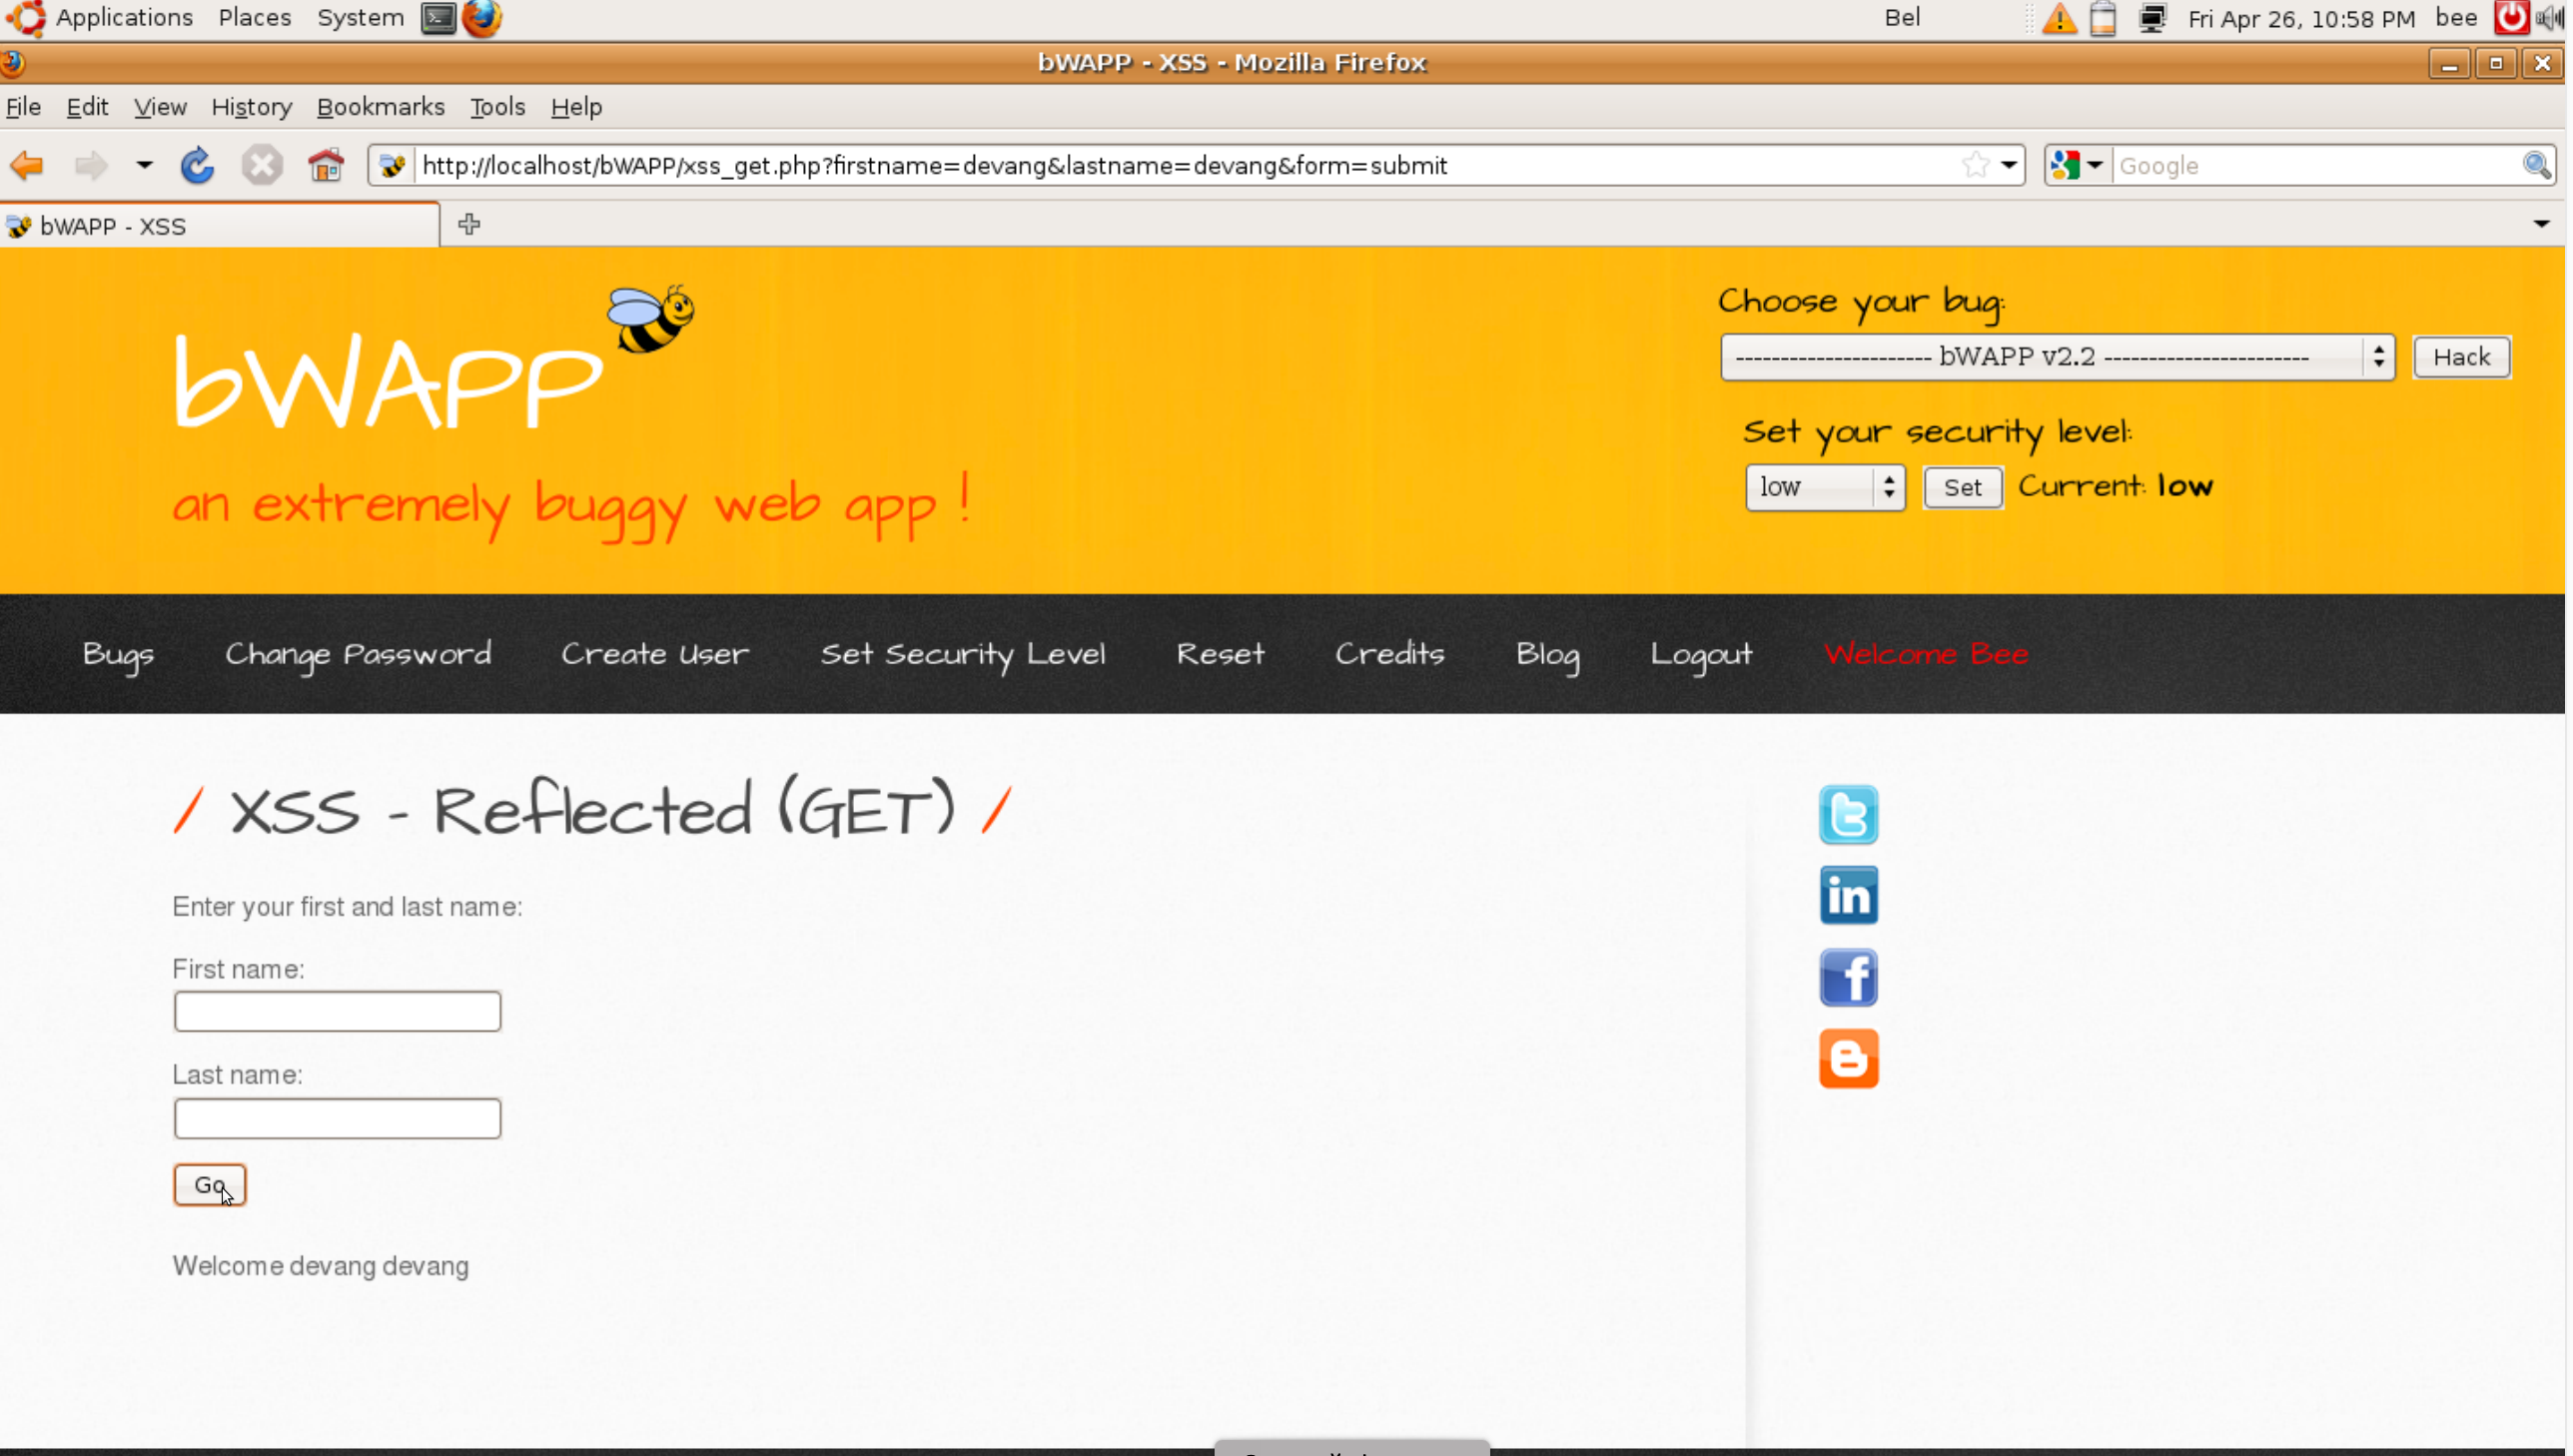 Applications Places System Bel Fri Apr 26, 10:58 PM bee
bWAPP - XSS - Mozilla Firefox
File Edit View History Bookmarks Tools Help
http://localhost/bWAPP/xss_get.php?firstname=devang&lastname=devang&form=submit Google
bWAPP - XSS
bWAPP
an extremely buggy web app !
Choose your bug:
---------------------- bWAPP v2.2 ----------------------- Hack
Set your security level:
low Set Current: low
Bugs Change Password Create User Set Security Level Reset Credits Blog Logout Welcome Bee
/ XSS - Reflected (GET) /
Enter your first and last name:
First name:
Last name:
Go
Welcome devang devang
in